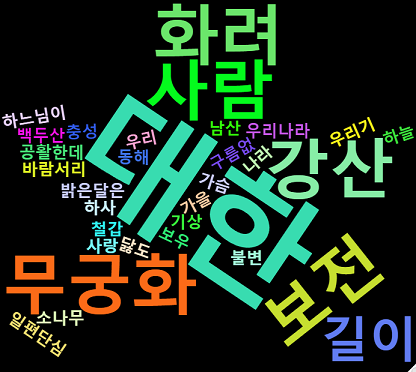 화려
사람
하느님이
백두산
충성
우리
남산
우리나라
우리기
하늘
공활한데
동해
구름없
나라
강산
바람서리
대한
밝은달은
가슴
하사
가을
기상
철갑
보우
사랑
닳도
불변
보전
무궁화
길이
소나무
일편단심